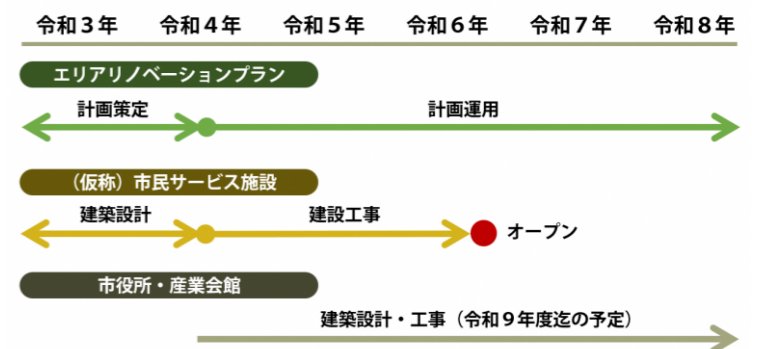 令和３年 令和４年 令和５年 令和６年 令和７年 令和８年
エリアリノベーションプラン
計画策定 計画運用
（仮称）市民サービス施設
建築設計 建設工事
オープン
市役所・産業会館
建築設計・工事（令和９年度迄の予定）